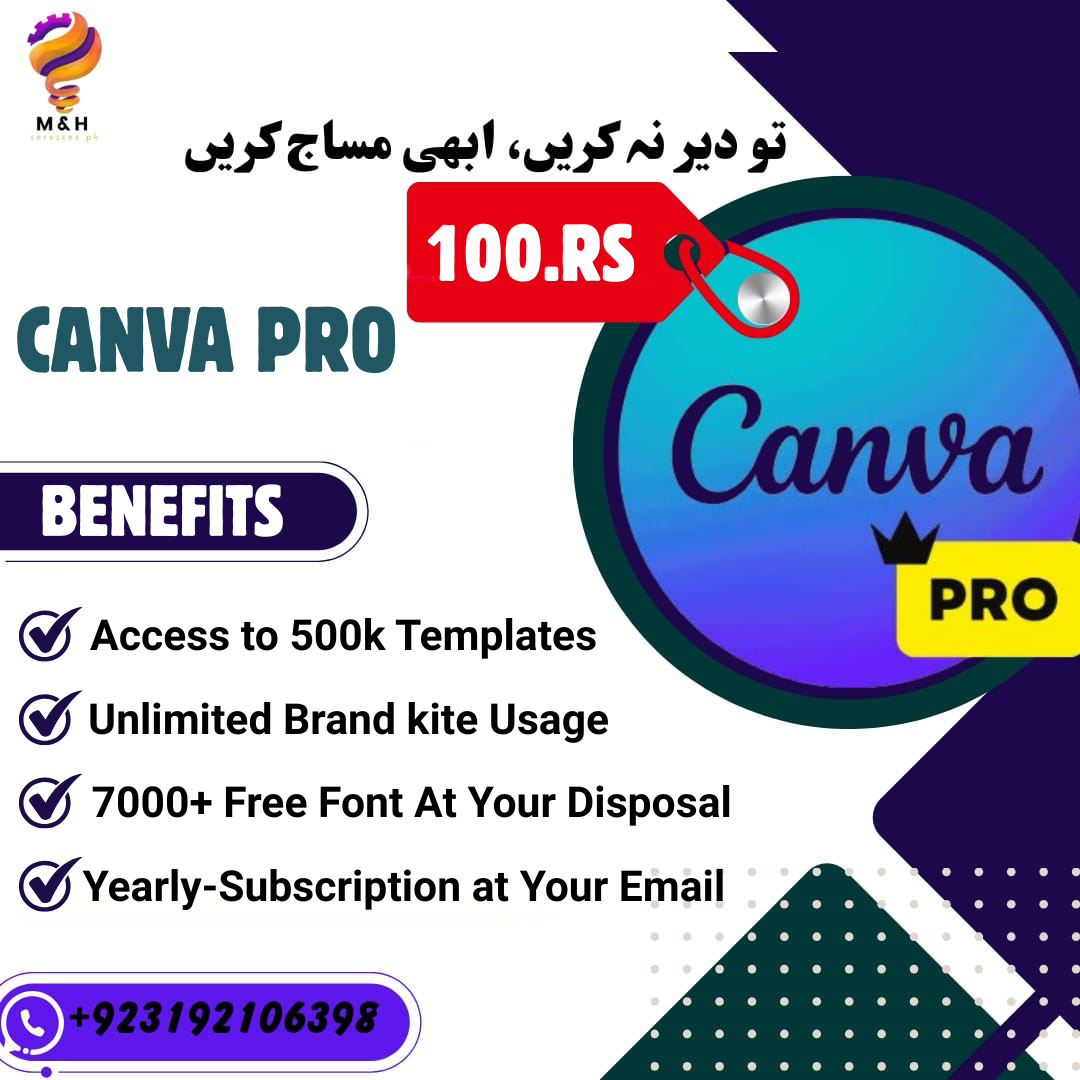 M&H
services pk
تو دیر نہ کریں، ابھی مساج کریں
100.RS
CANVA PRO
Canva
PRO
BENEFITS
Access to 500k Templates
Unlimited Brand kite Usage
7000+ Free Font At Your Disposal
Yearly-Subscription at Your Email
+923192106398